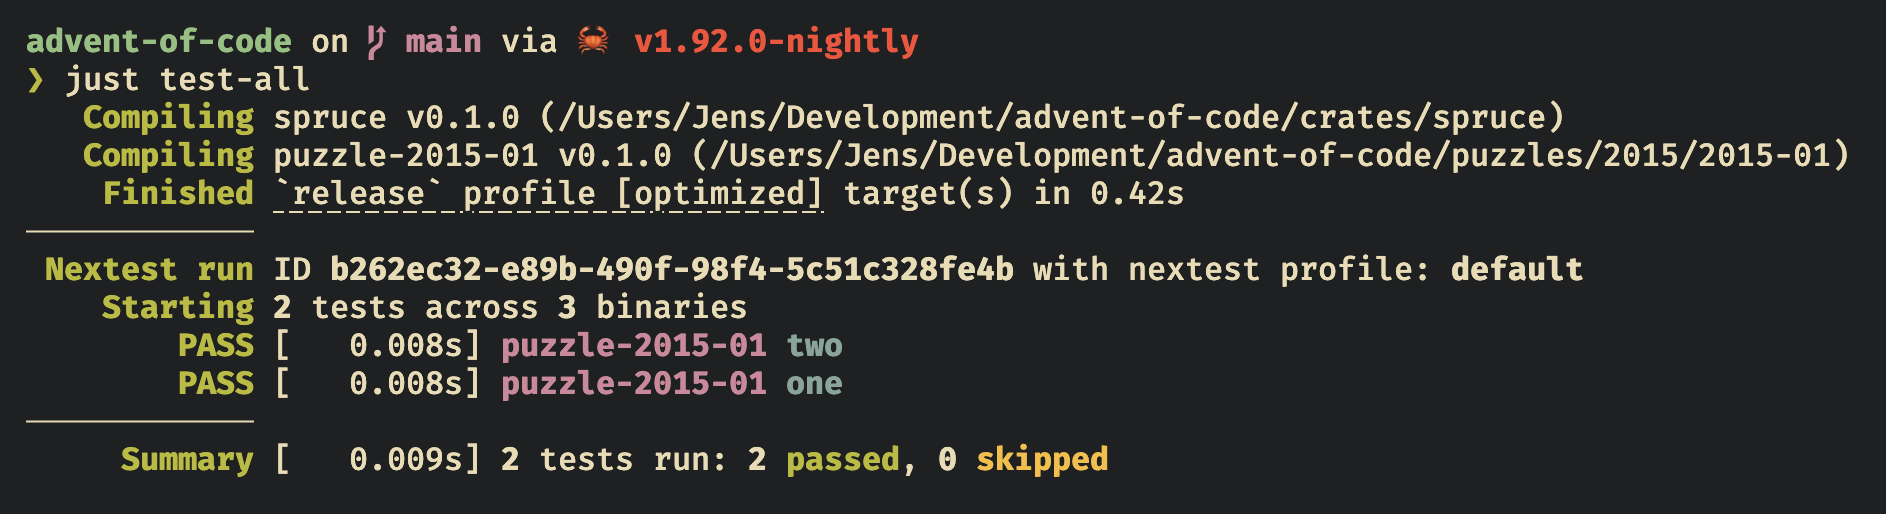 advent-of-code on main via 🦀 v1.92.0-nightly
❯ just test-all
Compiling spruce v0.1.0 (/Users/Jens/Development/advent-of-code/crates/spruce)
Compiling puzzle-2015-01 v0.1.0 (/Users/Jens/Development/advent-of-code/puzzles/2015/2015-01)
Finished `release` profile [optimized] target(s) in 0.42s
────────────
Nextest run ID b262ec32-e89b-490f-98f4-5c51c328fe4b with nextest profile: default
Starting 2 tests across 3 binaries
PASS [   0.008s] puzzle-2015-01 two
PASS [   0.008s] puzzle-2015-01 one
────────────
Summary [   0.009s] 2 tests run: 2 passed, 0 skipped